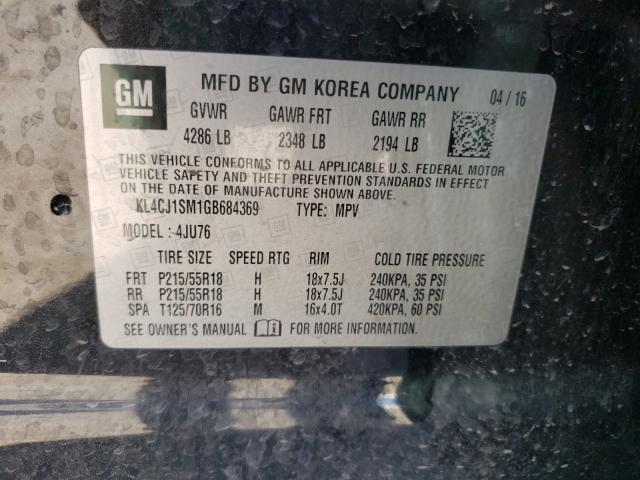 GM MFD BY GM KOREA COMPANY 04 / 16
GVWR GAWR FRT GAWR RR
4286 LB 2348 LB 2194 LB
THIS VEHICLE CONFORMS TO ALL APPLICABLE U.S. FEDERAL MOTOR
VEHICLE SAFETY AND THEFT PREVENTION STANDARDS IN EFFECT
ON THE DATE OF MANUFACTURE SHOWN ABOVE.
KL4CJ1SM1GB684369 TYPE: MPV
MODEL: 4JU76
TIRE SIZE SPEED RTG RIM COLD TIRE PRESSURE
FRT P215/55R18 H 18x7.5J 240KPA, 35 PSI
RR P215/55R18 H 18x7.5J 240KPA, 35 PSI
SPA T125/70R16 M 16x4.0T 420KPA, 60 PSI
SEE OWNER'S MANUAL FOR MORE INFORMATION.